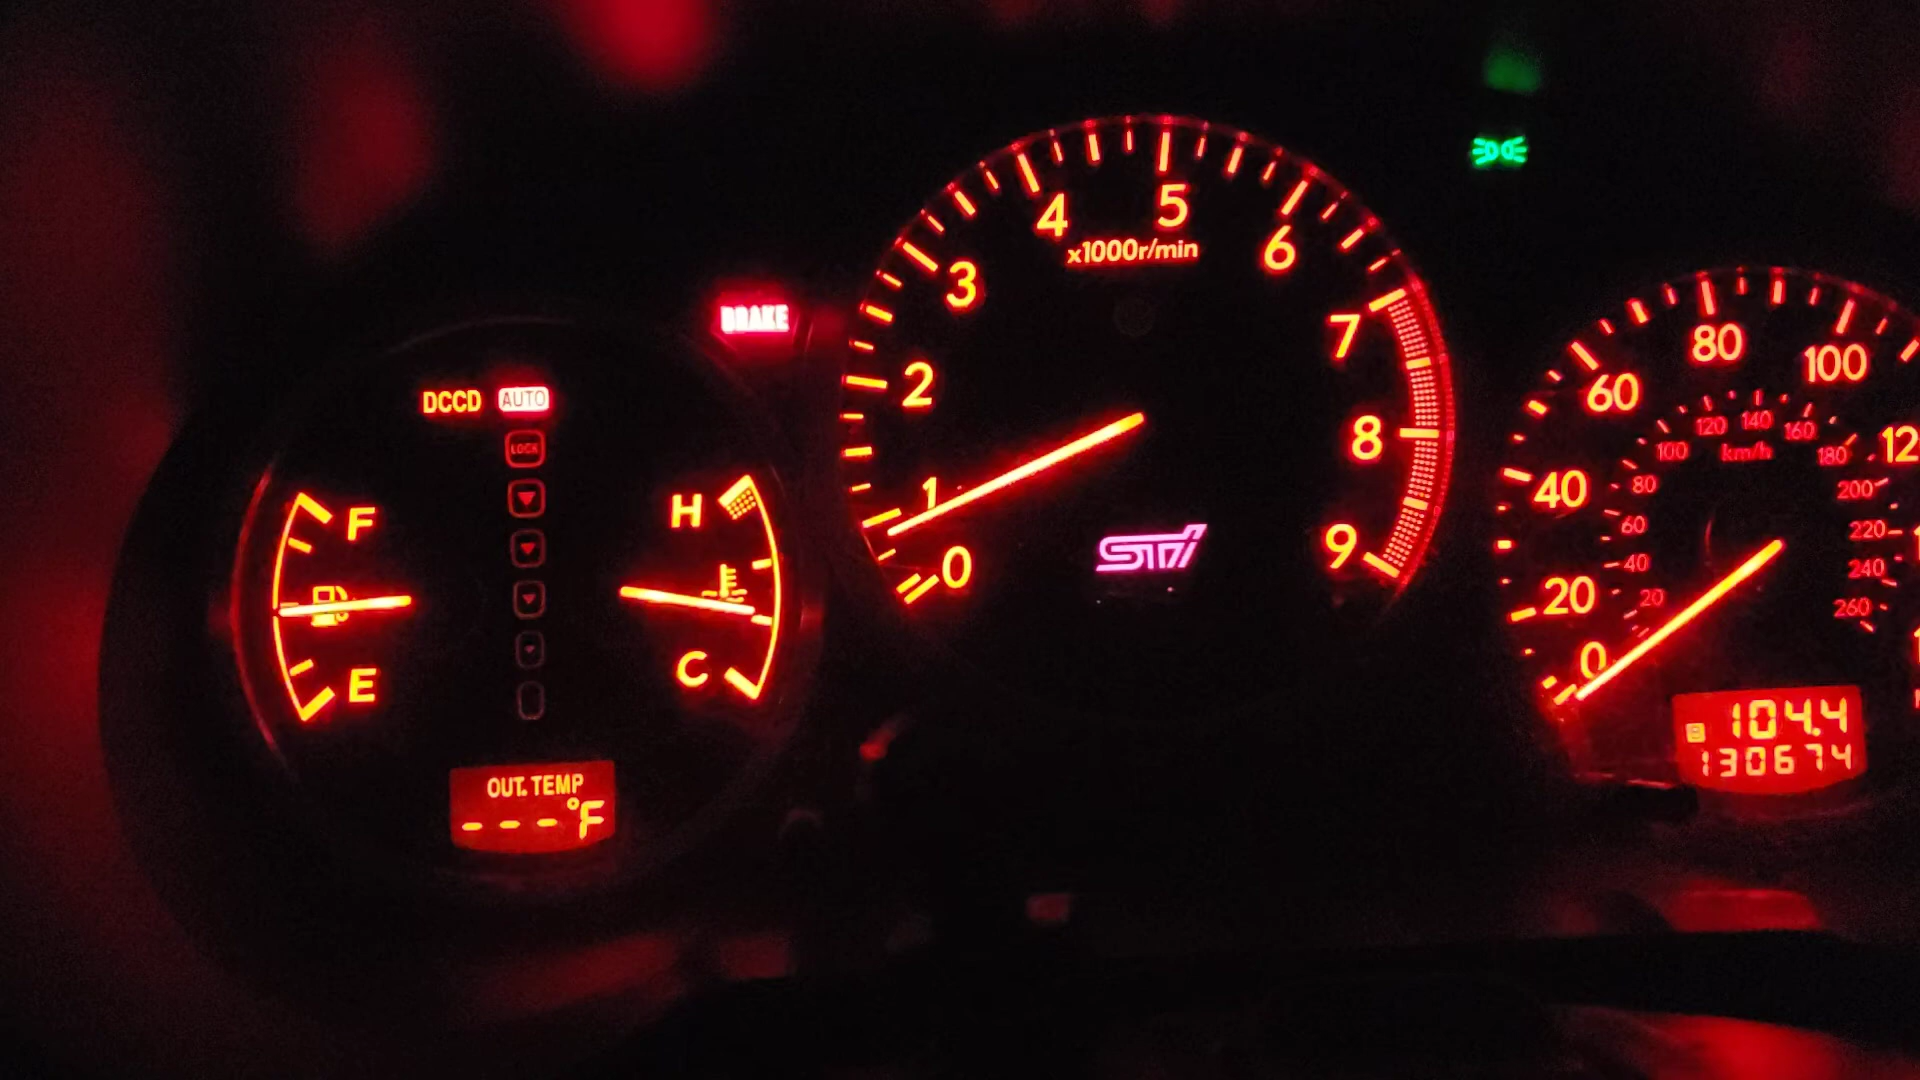 BRAKE
DCCD AUTO
LOCK
F
E
H
C
OUT. TEMP
---°F
0
1
2
3
4
5
6
7
8
9
x1000r/min
STI
0
20
40
60
80
100
20
40
60
80
100
120
140
160
180
200
220
240
260
km/h
B 104.4
130674